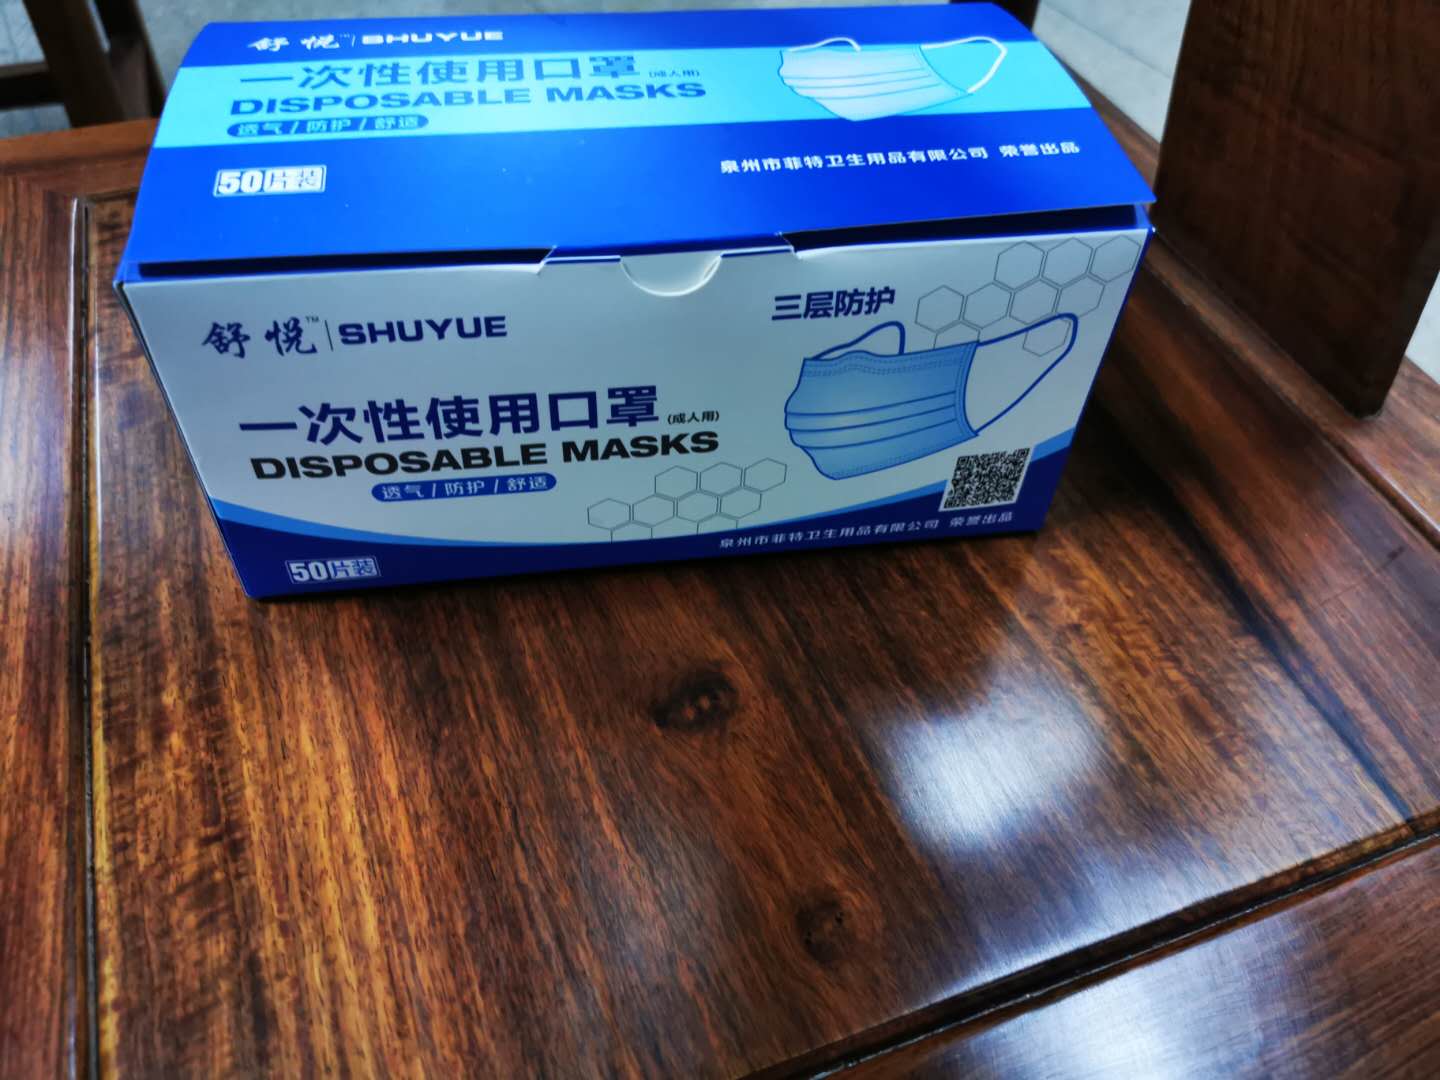 舒悦™ SHUYUE
一次性使用口罩(成人用)
DISPOSABLE MASKS
透气/防护/舒适
50片装
泉州市菲特卫生用品有限公司 荣誉出品
舒悦™ SHUYUE
三层防护
一次性使用口罩(成人用)
DISPOSABLE MASKS
透气/防护/舒适
50片装
泉州市菲特卫生用品有限公司 荣誉出品